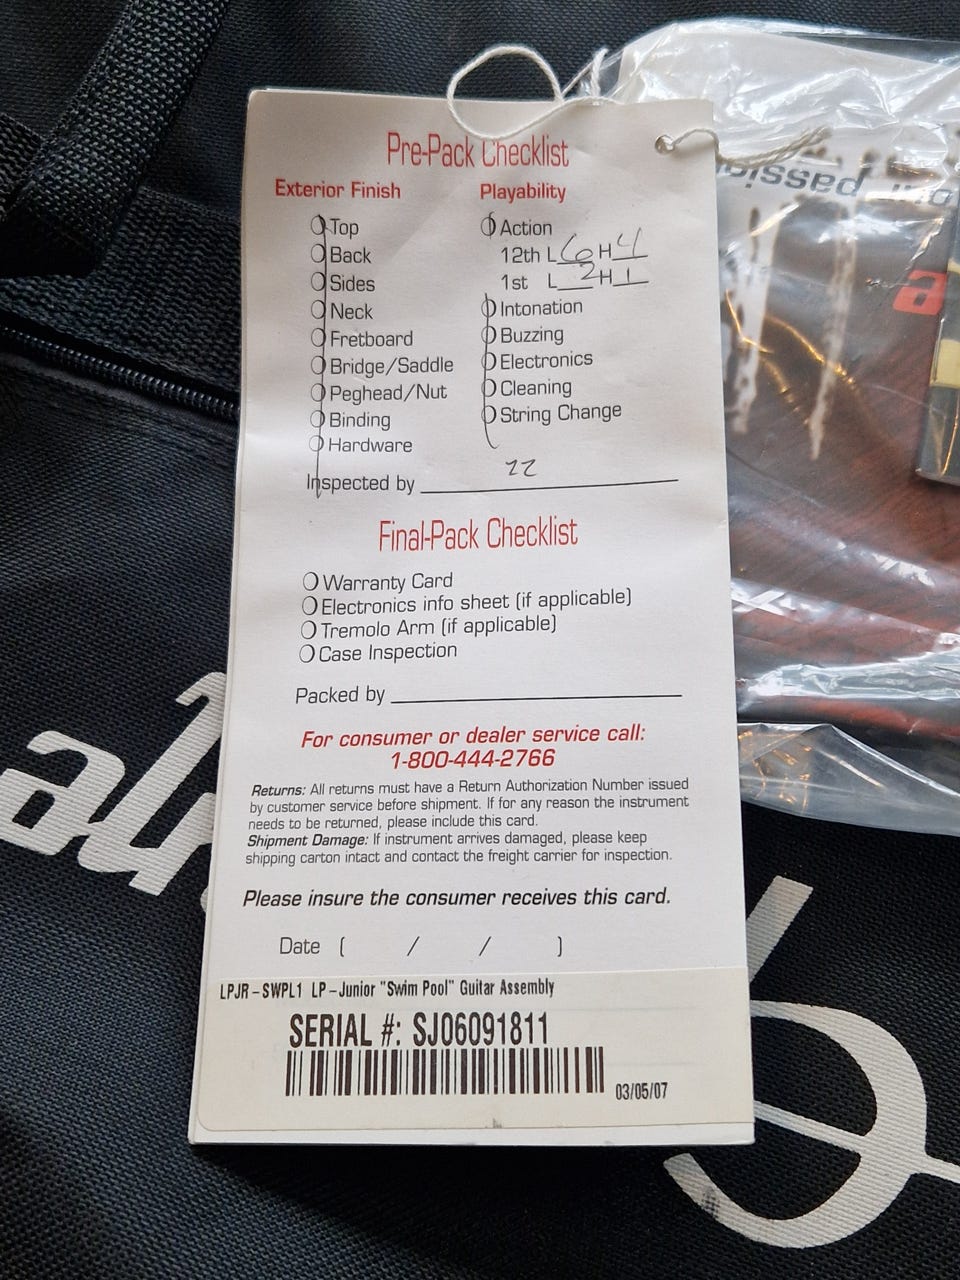 Pre-Pack Checklist
Exterior Finish
Top
Back
Sides
Neck
Fretboard
Bridge/Saddle
Peghead/Nut
Binding
Hardware
Playability
Action
12th L 6 H 4
1st L 2 H 1
Intonation
Buzzing
Electronics
Cleaning
String Change
Inspected by 22
Final-Pack Checklist
Warranty Card
Electronics info sheet (if applicable)
Tremolo Arm (if applicable)
Case Inspection
Packed by
For consumer or dealer service call:
1-800-444-2766
Returns: All returns must have a Return Authorization Number issued
by customer service before shipment. If for any reason the instrument
needs to be returned, please include this card.
Shipment Damage: If instrument arrives damaged, please keep
shipping carton intact and contact the freight carrier for inspection.
Please insure the consumer receives this card.
Date ( / / )
LPJR-SWPL1 LP-Junior "Swim Pool" Guitar Assembly
SERIAL #: SJ06091811
03/05/07